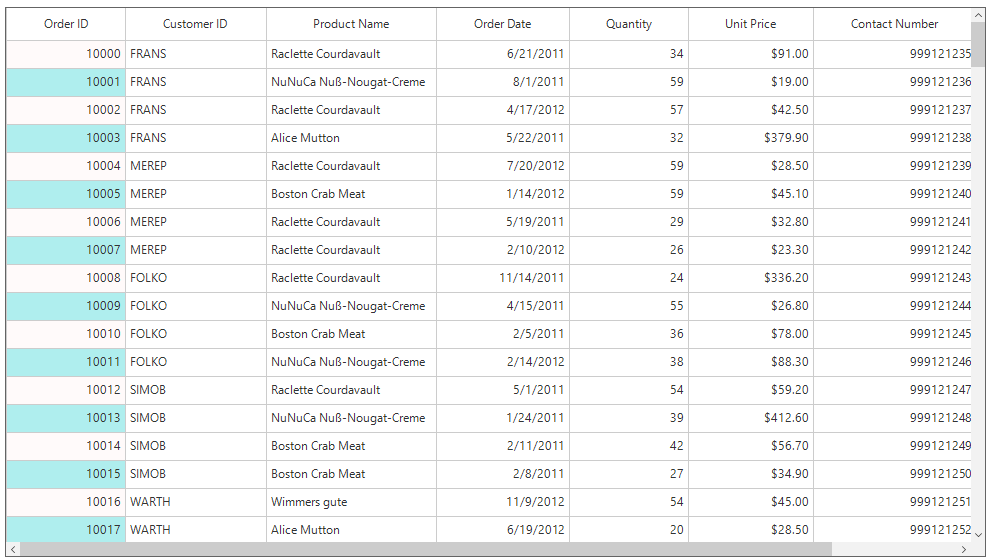 Order ID Customer ID Product Name Order Date Quantity Unit Price Contact Number
10000 FRANS Raclette Courdavault 6/21/2011 34 $91.00 999121235
10001 FRANS NuNuCa Nuß-Nougat-Creme 8/1/2011 59 $19.00 999121236
10002 FRANS Raclette Courdavault 4/17/2012 57 $42.50 999121237
10003 FRANS Alice Mutton 5/22/2011 32 $379.90 999121238
10004 MEREP Raclette Courdavault 7/20/2012 59 $28.50 999121239
10005 MEREP Boston Crab Meat 1/14/2012 59 $45.10 999121240
10006 MEREP Raclette Courdavault 5/19/2011 29 $32.80 999121241
10007 MEREP Raclette Courdavault 2/10/2012 26 $23.30 999121242
10008 FOLKO Raclette Courdavault 11/14/2011 24 $336.20 999121243
10009 FOLKO NuNuCa Nuß-Nougat-Creme 4/15/2011 55 $26.80 999121244
10010 FOLKO Boston Crab Meat 2/5/2011 36 $78.00 999121245
10011 FOLKO NuNuCa Nuß-Nougat-Creme 2/14/2012 38 $88.30 999121246
10012 SIMOB Raclette Courdavault 5/1/2011 54 $59.20 999121247
10013 SIMOB NuNuCa Nuß-Nougat-Creme 1/24/2011 39 $412.60 999121248
10014 SIMOB Boston Crab Meat 2/11/2011 42 $56.70 999121249
10015 SIMOB Boston Crab Meat 2/8/2011 27 $34.90 999121250
10016 WARTH Wimmers gute 11/9/2012 54 $45.00 999121251
10017 WARTH Alice Mutton 6/19/2012 20 $28.50 999121252